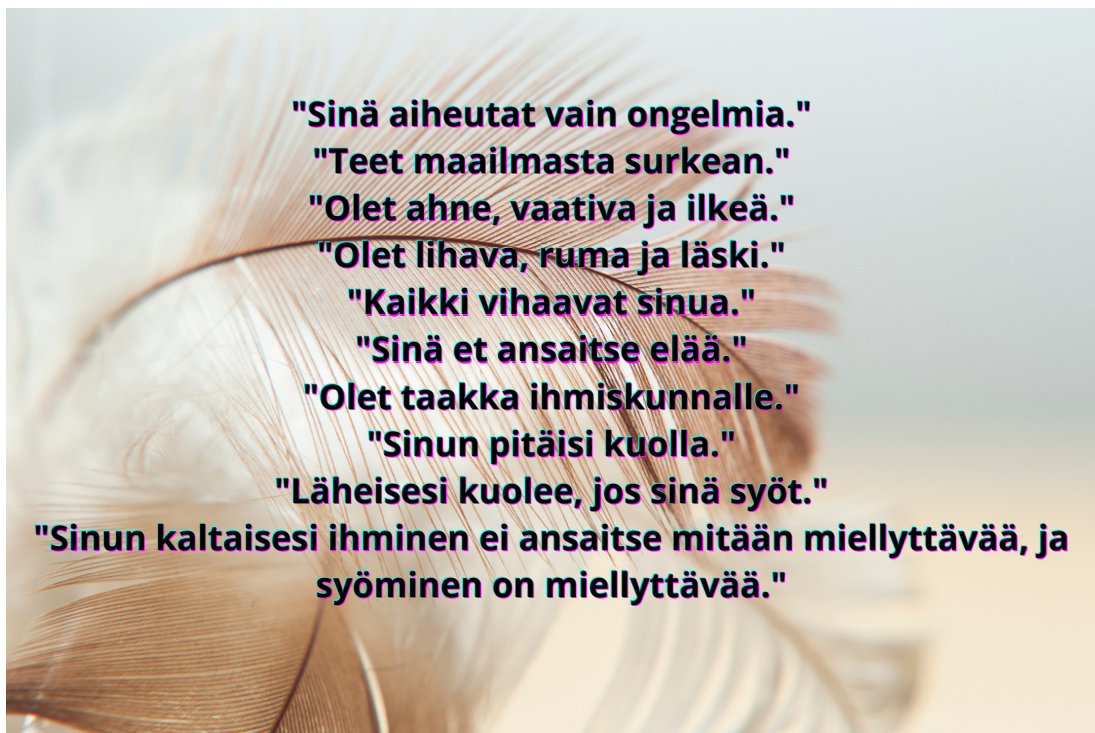 "Sinä aiheutat vain ongelmia."
"Teet maailmasta surkean."
"Olet ahne, vaativa ja ilkeä."
"Olet lihava, ruma ja läski."
"Kaikki vihaavat sinua."
"Sinä et ansaitse elää."
"Olet taakka ihmiskunnalle."
"Sinun pitäisi kuolla."
"Läheisesi kuolee, jos sinä syöt."
"Sinun kaltaisesi ihminen ei ansaitse mitään miellyttävää, ja
syöminen on miellyttävää."